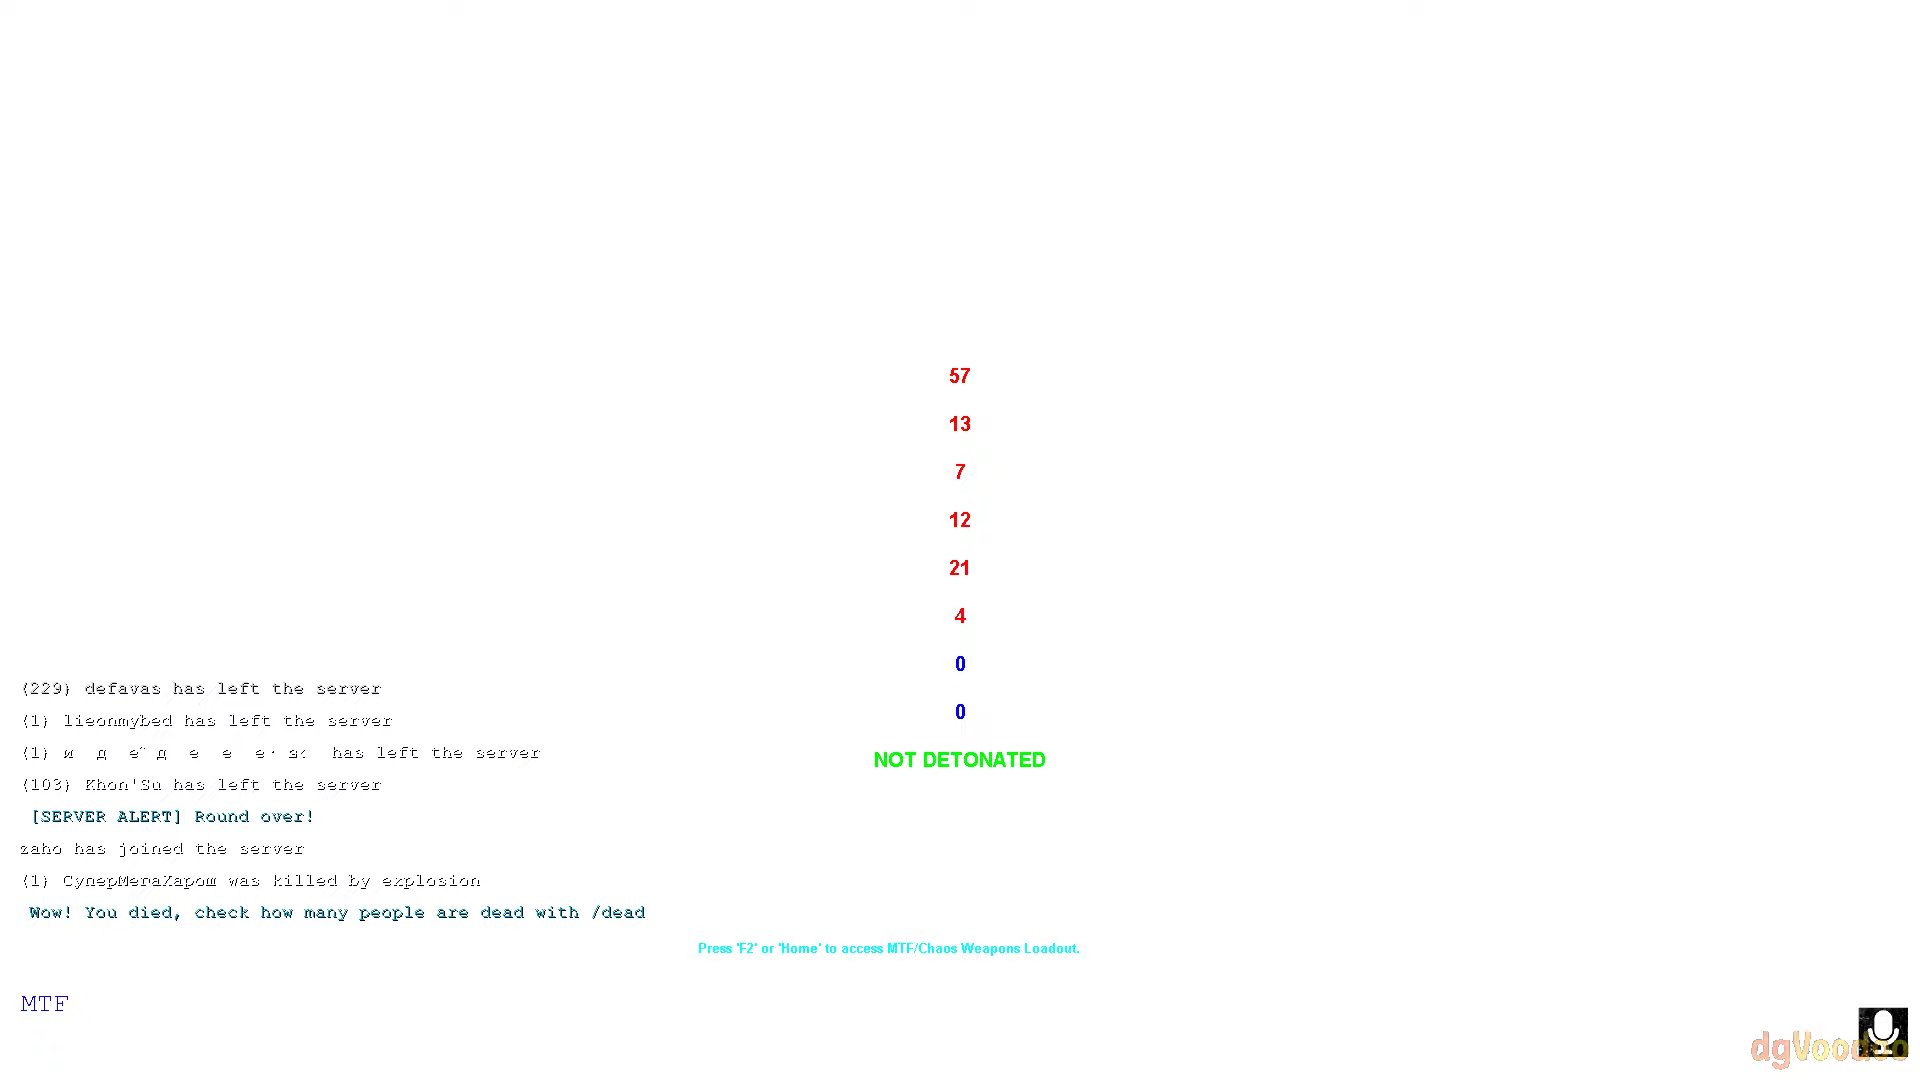 57
13
7
12
21
4
0
0
NOT DETONATED
(229) defavas has left the server
(1) lieonmybed has left the server
(1) has left the server
(103) Khon'Su has left the server
[SERVER ALERT] Round over!
zaho has joined the server
(1) СуперМегаХарош was killed by explosion
Wow! You died, check how many people are dead with /dead
Press 'F2' or 'Home' to access MTF/Chaos Weapons Loadout.
MTF
dgVoodoo